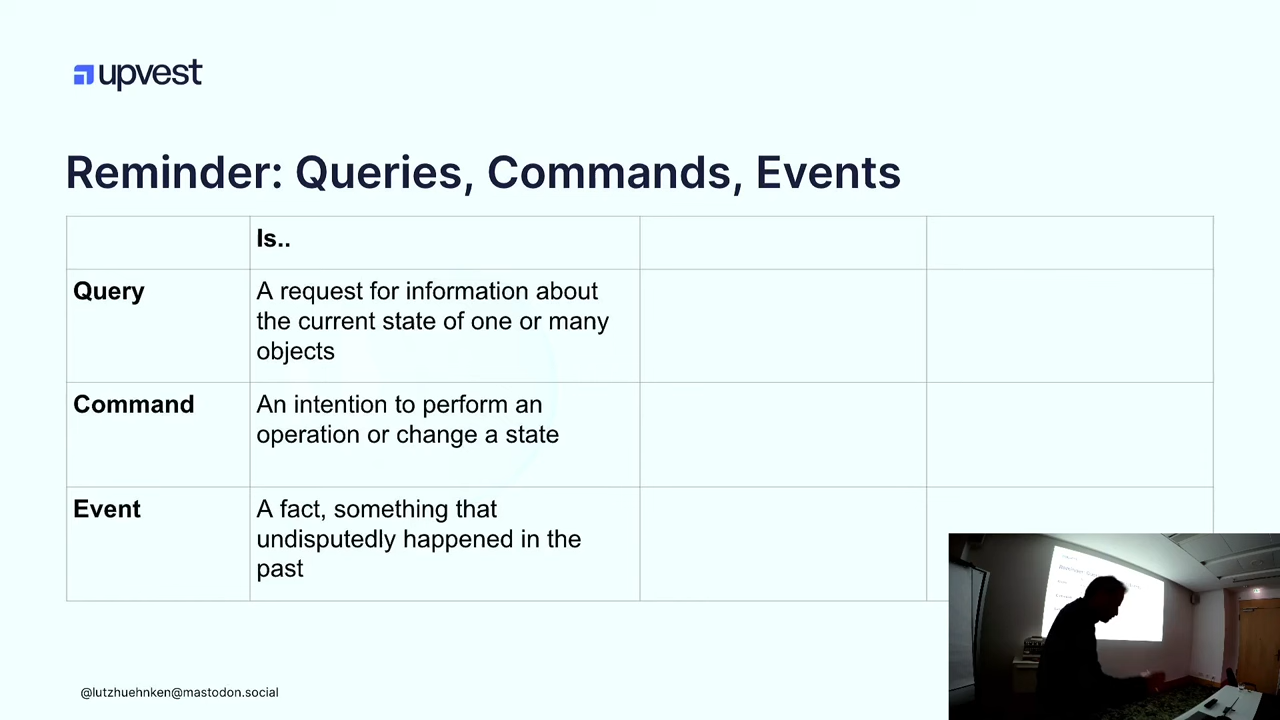 upvest
Reminder: Queries, Commands, Events
Is..
Query
A request for information about
the current state of one or many
objects
Command
An intention to perform an
operation or change a state
Event
A fact, something that
undisputedly happened in the
past
@lutzhuehnken@mastodon.social